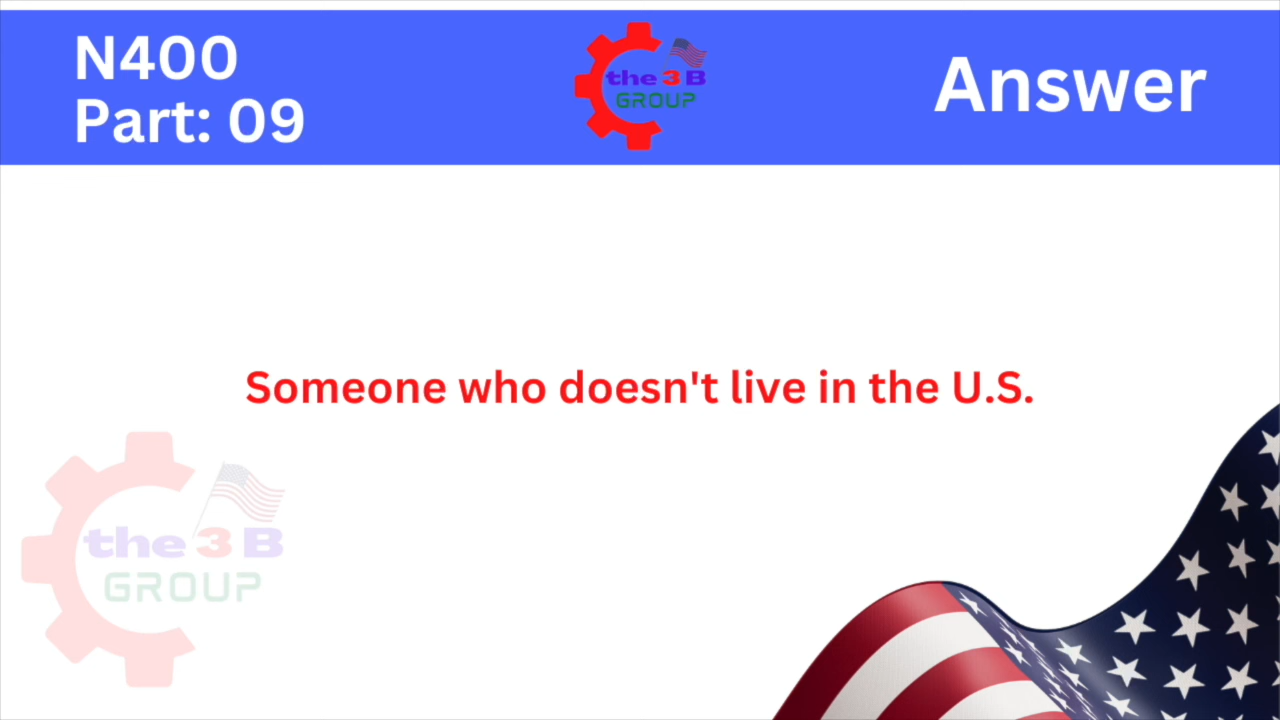 N400
Part: 09
the 3 B
GROUP
Answer
Someone who doesn't live in the U.S.
the 3 B
GROUP